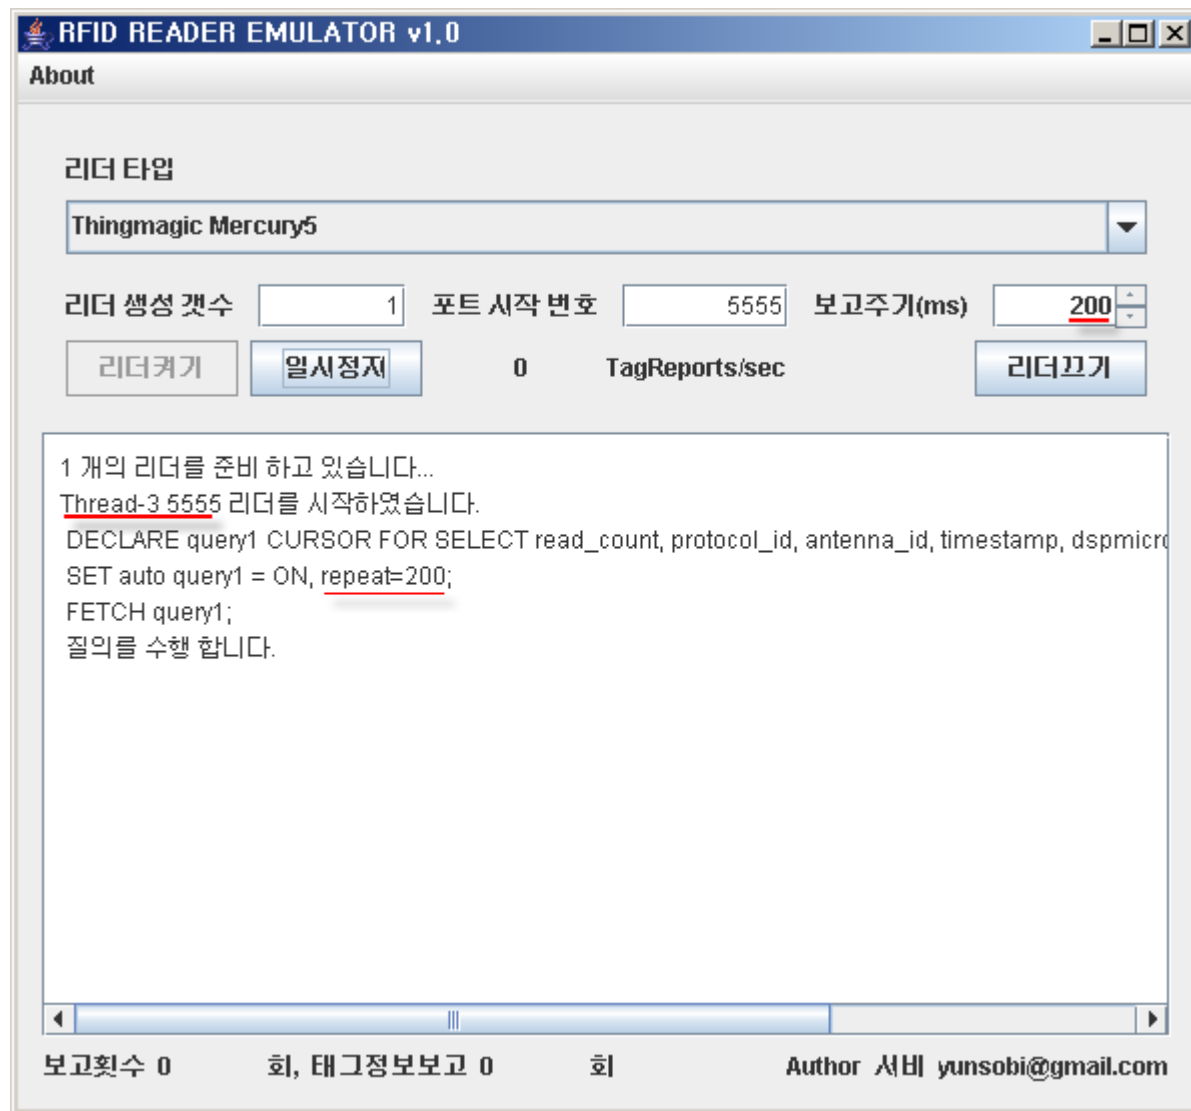 RFID READER EMULATOR v1.0
About
리더 타입
Thingmagic Mercury5
리더 생성 갯수 1 포트 시작 번호 5555 보고주기(ms) 200
리더켜기 일시정지 0 TagReports/sec 리더끄기
1 개의 리더를 준비 하고 있습니다...
Thread-3 5555 리더를 시작하였습니다.
DECLARE query1 CURSOR FOR SELECT read_count, protocol_id, antenna_id, timestamp, dspmicro
SET auto query1 = ON, repeat=200;
FETCH query1;
질의를 수행 합니다.
보고횟수 0 회, 태그정보보고 0 회 Author 서비 yunsobi@gmail.com